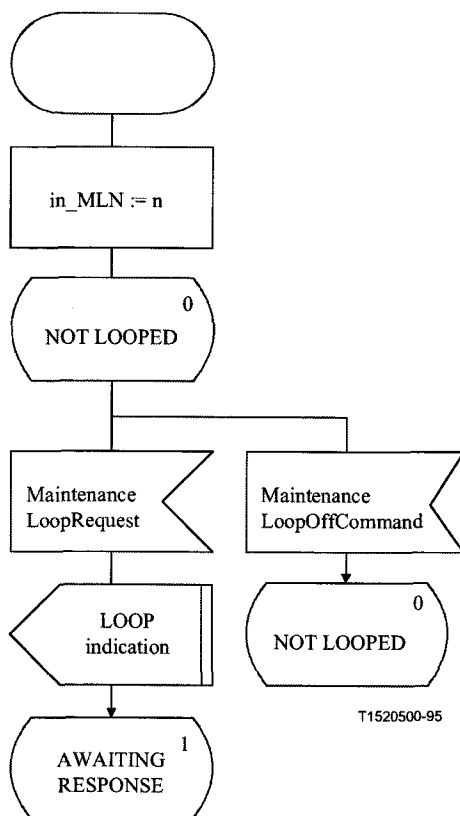 in_MLN := n
0
NOT LOOPED
Maintenance
LoopRequest
Maintenance
LoopOffCommand
LOOP
indication
0
NOT LOOPED
T1520500-95
1
AWAITING
RESPONSE